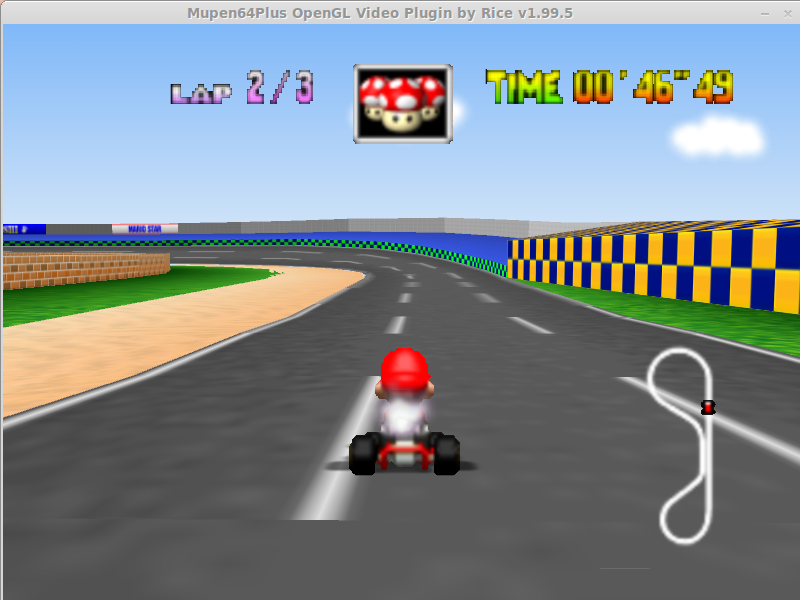 Mupen64Plus OpenGL Video Plugin by Rice v1.99.5
LAP 2/3
TIME 00'46"49
MARIO STAR